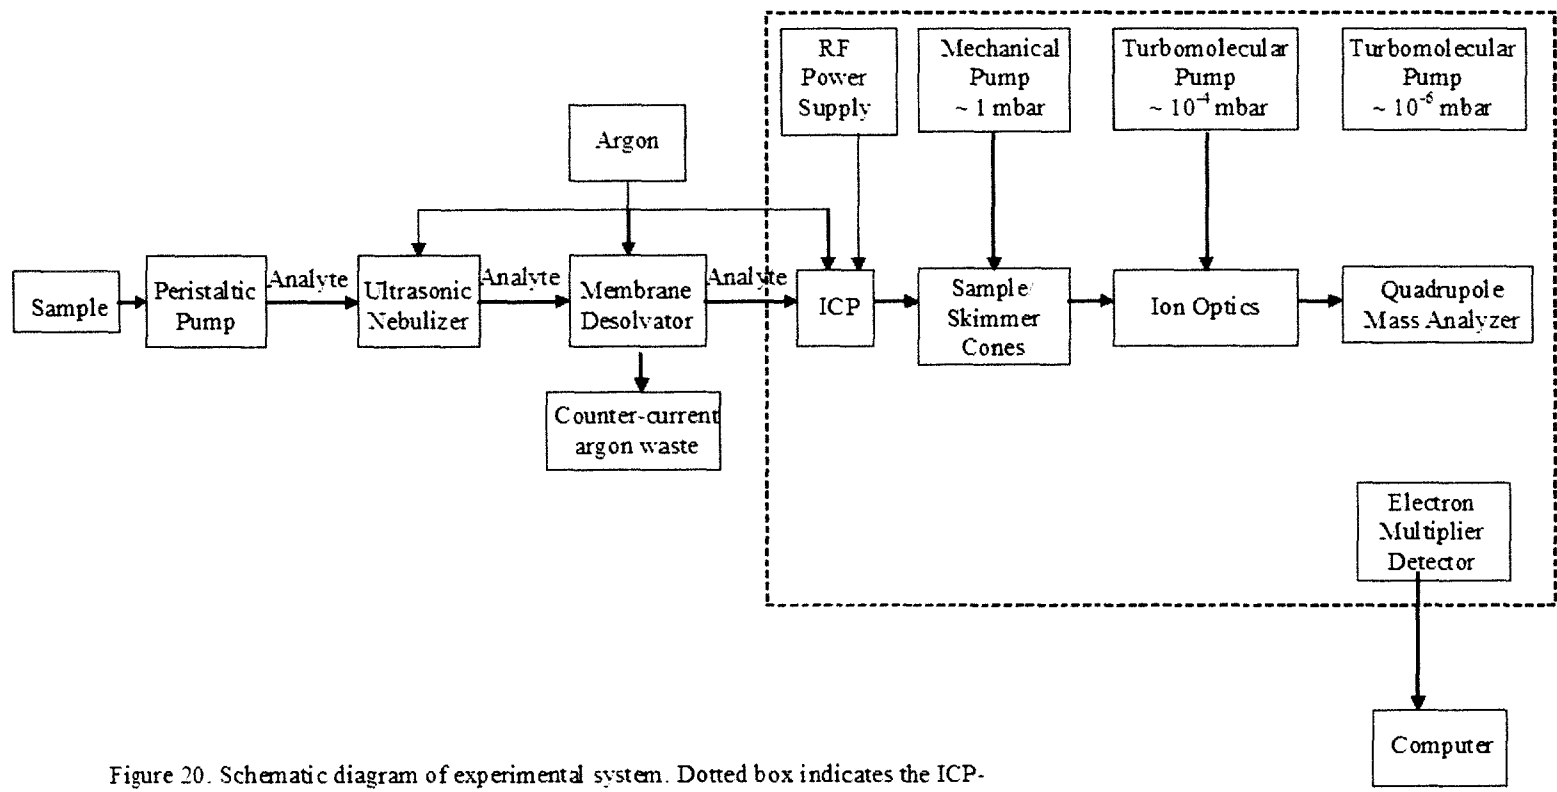 RF
Power
Supply
Mechanical
Pump
~ 1 mbar
Turbomolecular
Pump
~ 10⁻⁴ mbar
Turbomolecular
Pump
~ 10⁻⁶ mbar
Argon
Sample
Peristaltic
Pump
Analyte
Ultrasonic
Nebulizer
Analyte
Membrane
Desolvator
Analyte
ICP
Sample/
Skimmer
Cones
Ion Optics
Quadrupole
Mass Analyzer
Counter-current
argon waste
Electron
Multiplier
Detector
Computer
Figure 20. Schematic diagram of experimental system. Dotted box indicates the ICP-